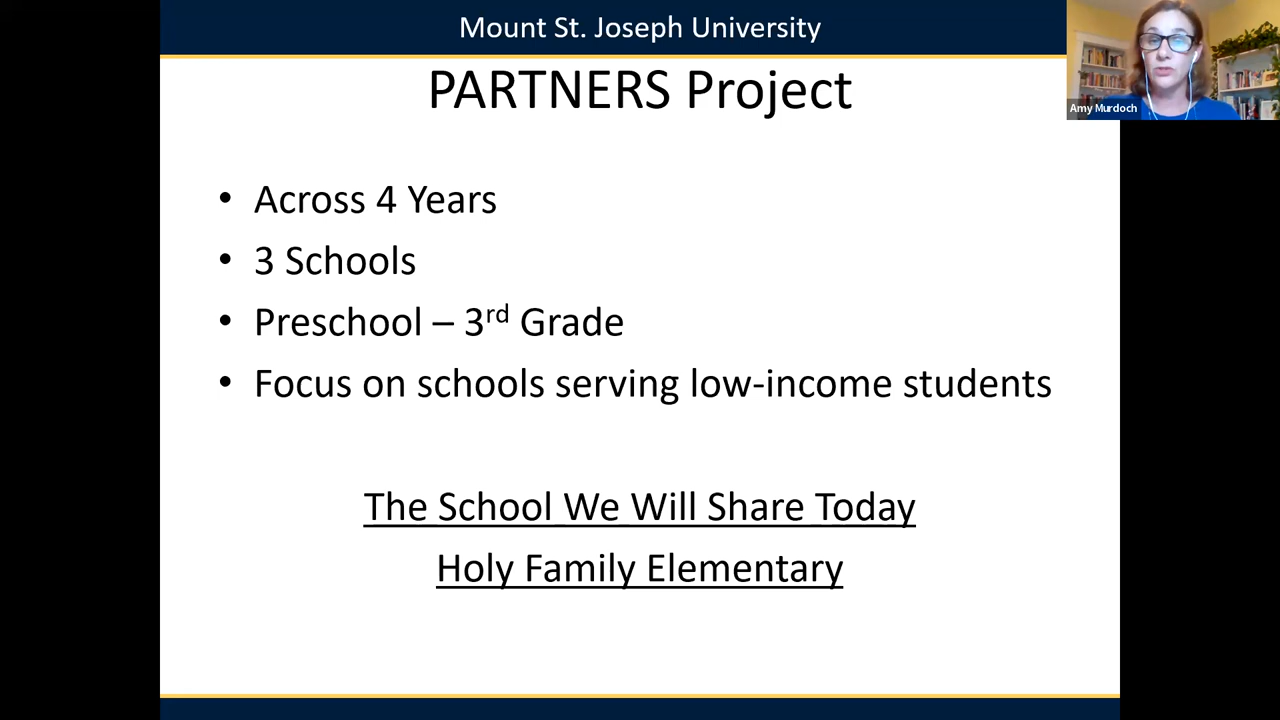 Mount St. Joseph University
PARTNERS Project
Amy Murdoch
• Across 4 Years
• 3 Schools
• Preschool – 3rd Grade
• Focus on schools serving low-income students
The School We Will Share Today
Holy Family Elementary